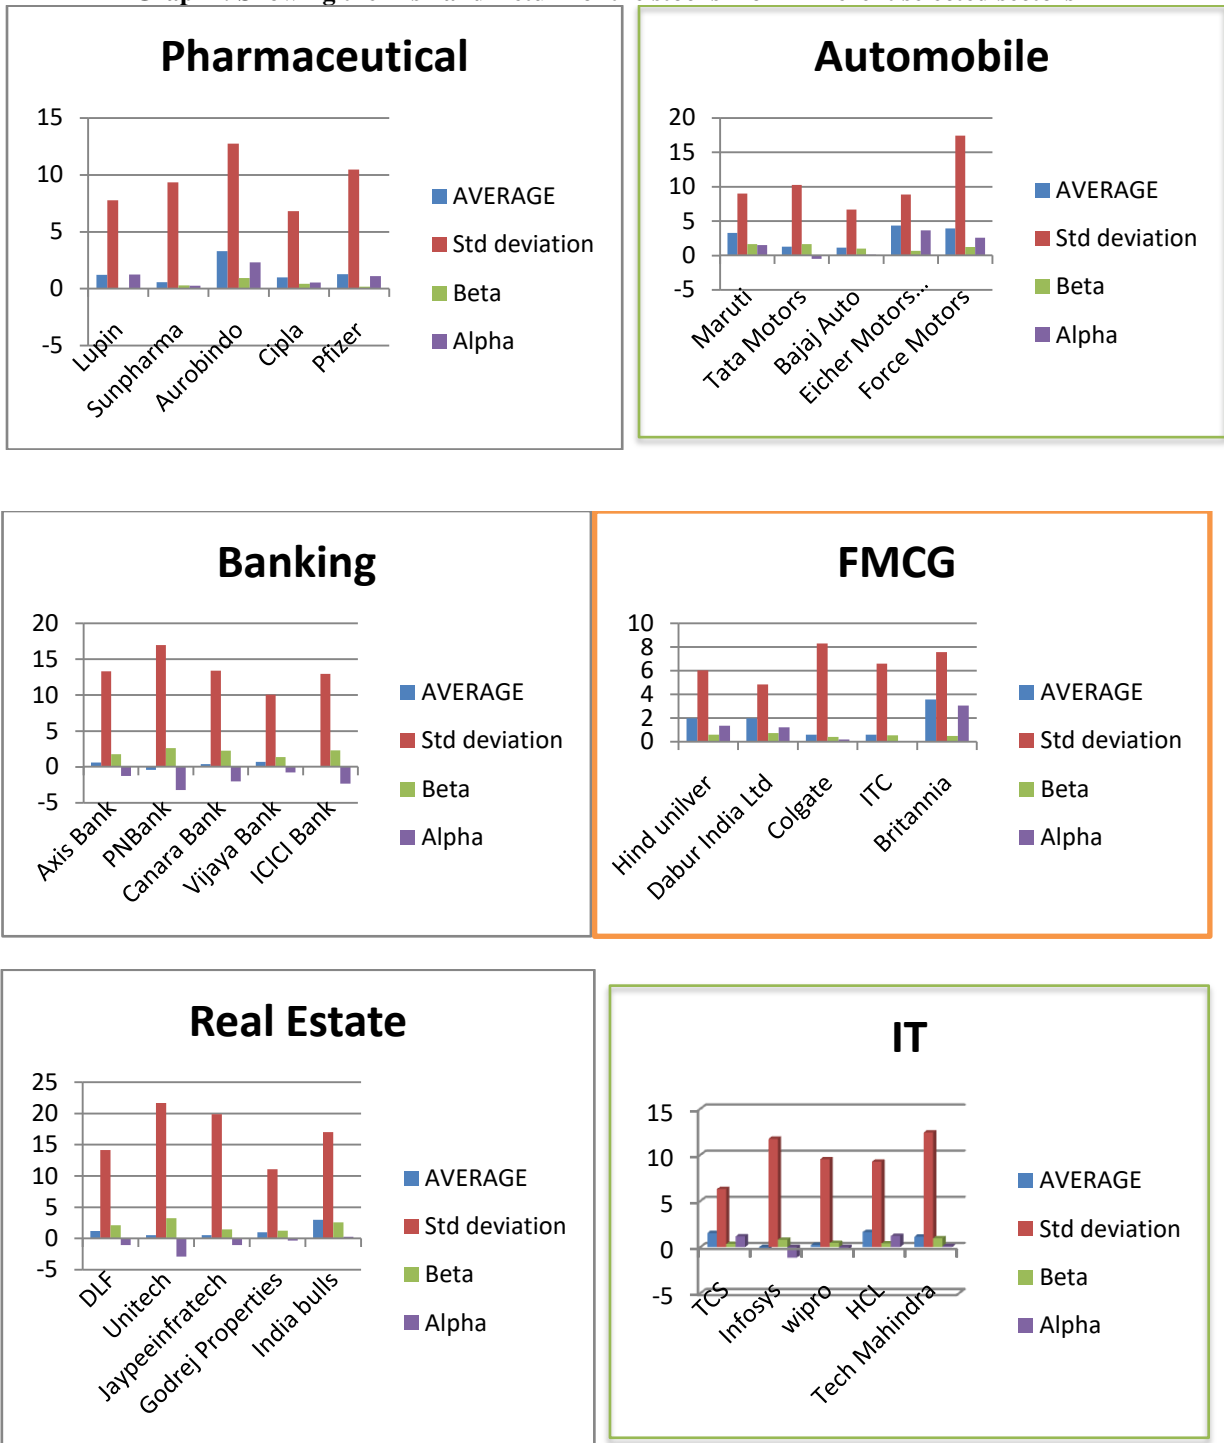 Pharmaceutical
15
10
5
0
-5
Lupin
Sunpharma
Aurobindo
Cipla
Pfizer
AVERAGE
Std deviation
Beta
Alpha
Automobile
20
15
10
5
0
-5
Maruti
Tata Motors
Bajaj Auto
Eicher Motors...
Force Motors
AVERAGE
Std deviation
Beta
Alpha
Banking
20
15
10
5
0
-5
Axis Bank
PNBank
Canara Bank
Vijaya Bank
ICICI Bank
AVERAGE
Std deviation
Beta
Alpha
FMCG
10
8
6
4
2
0
Hind unilver
Dabur India Ltd
Colgate
ITC
Britannia
AVERAGE
Std deviation
Beta
Alpha
Real Estate
25
20
15
10
5
0
-5
DLF
Unitech
Jaypeeinfratech
Godrej Properties
India bulls
AVERAGE
Std deviation
Beta
Alpha
IT
15
10
5
0
-5
TCS
Infosys
wipro
HCL
Tech Mahindra
AVERAGE
Std deviation
Beta
Alpha